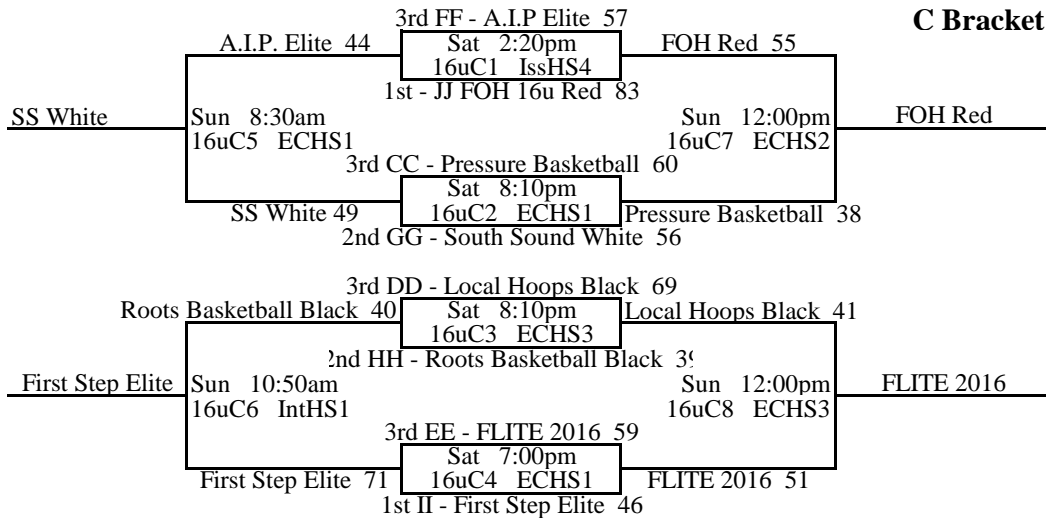 C Bracket
3rd FF - A.I.P Elite 57
A.I.P. Elite 44
Sat 2:20pm
FOH Red 55
16uC1 IssHS4
1st - JJ FOH 16u Red 83
SS White
Sun 8:30am
Sun 12:00pm
FOH Red
16uC5 ECHS1
16uC7 ECHS2
3rd CC - Pressure Basketball 60
Sat 8:10pm
SS White 49
16uC2 ECHS1
Pressure Basketball 38
2nd GG - South Sound White 56
3rd DD - Local Hoops Black 69
Roots Basketball Black 40
Sat 8:10pm
Local Hoops Black 41
16uC3 ECHS3
2nd HH - Roots Basketball Black 39
First Step Elite
Sun 10:50am
Sun 12:00pm
FLITE 2016
16uC6 IntHS1
16uC8 ECHS3
3rd EE - FLITE 2016 59
Sat 7:00pm
First Step Elite 71
16uC4 ECHS1
FLITE 2016 51
1st II - First Step Elite 46